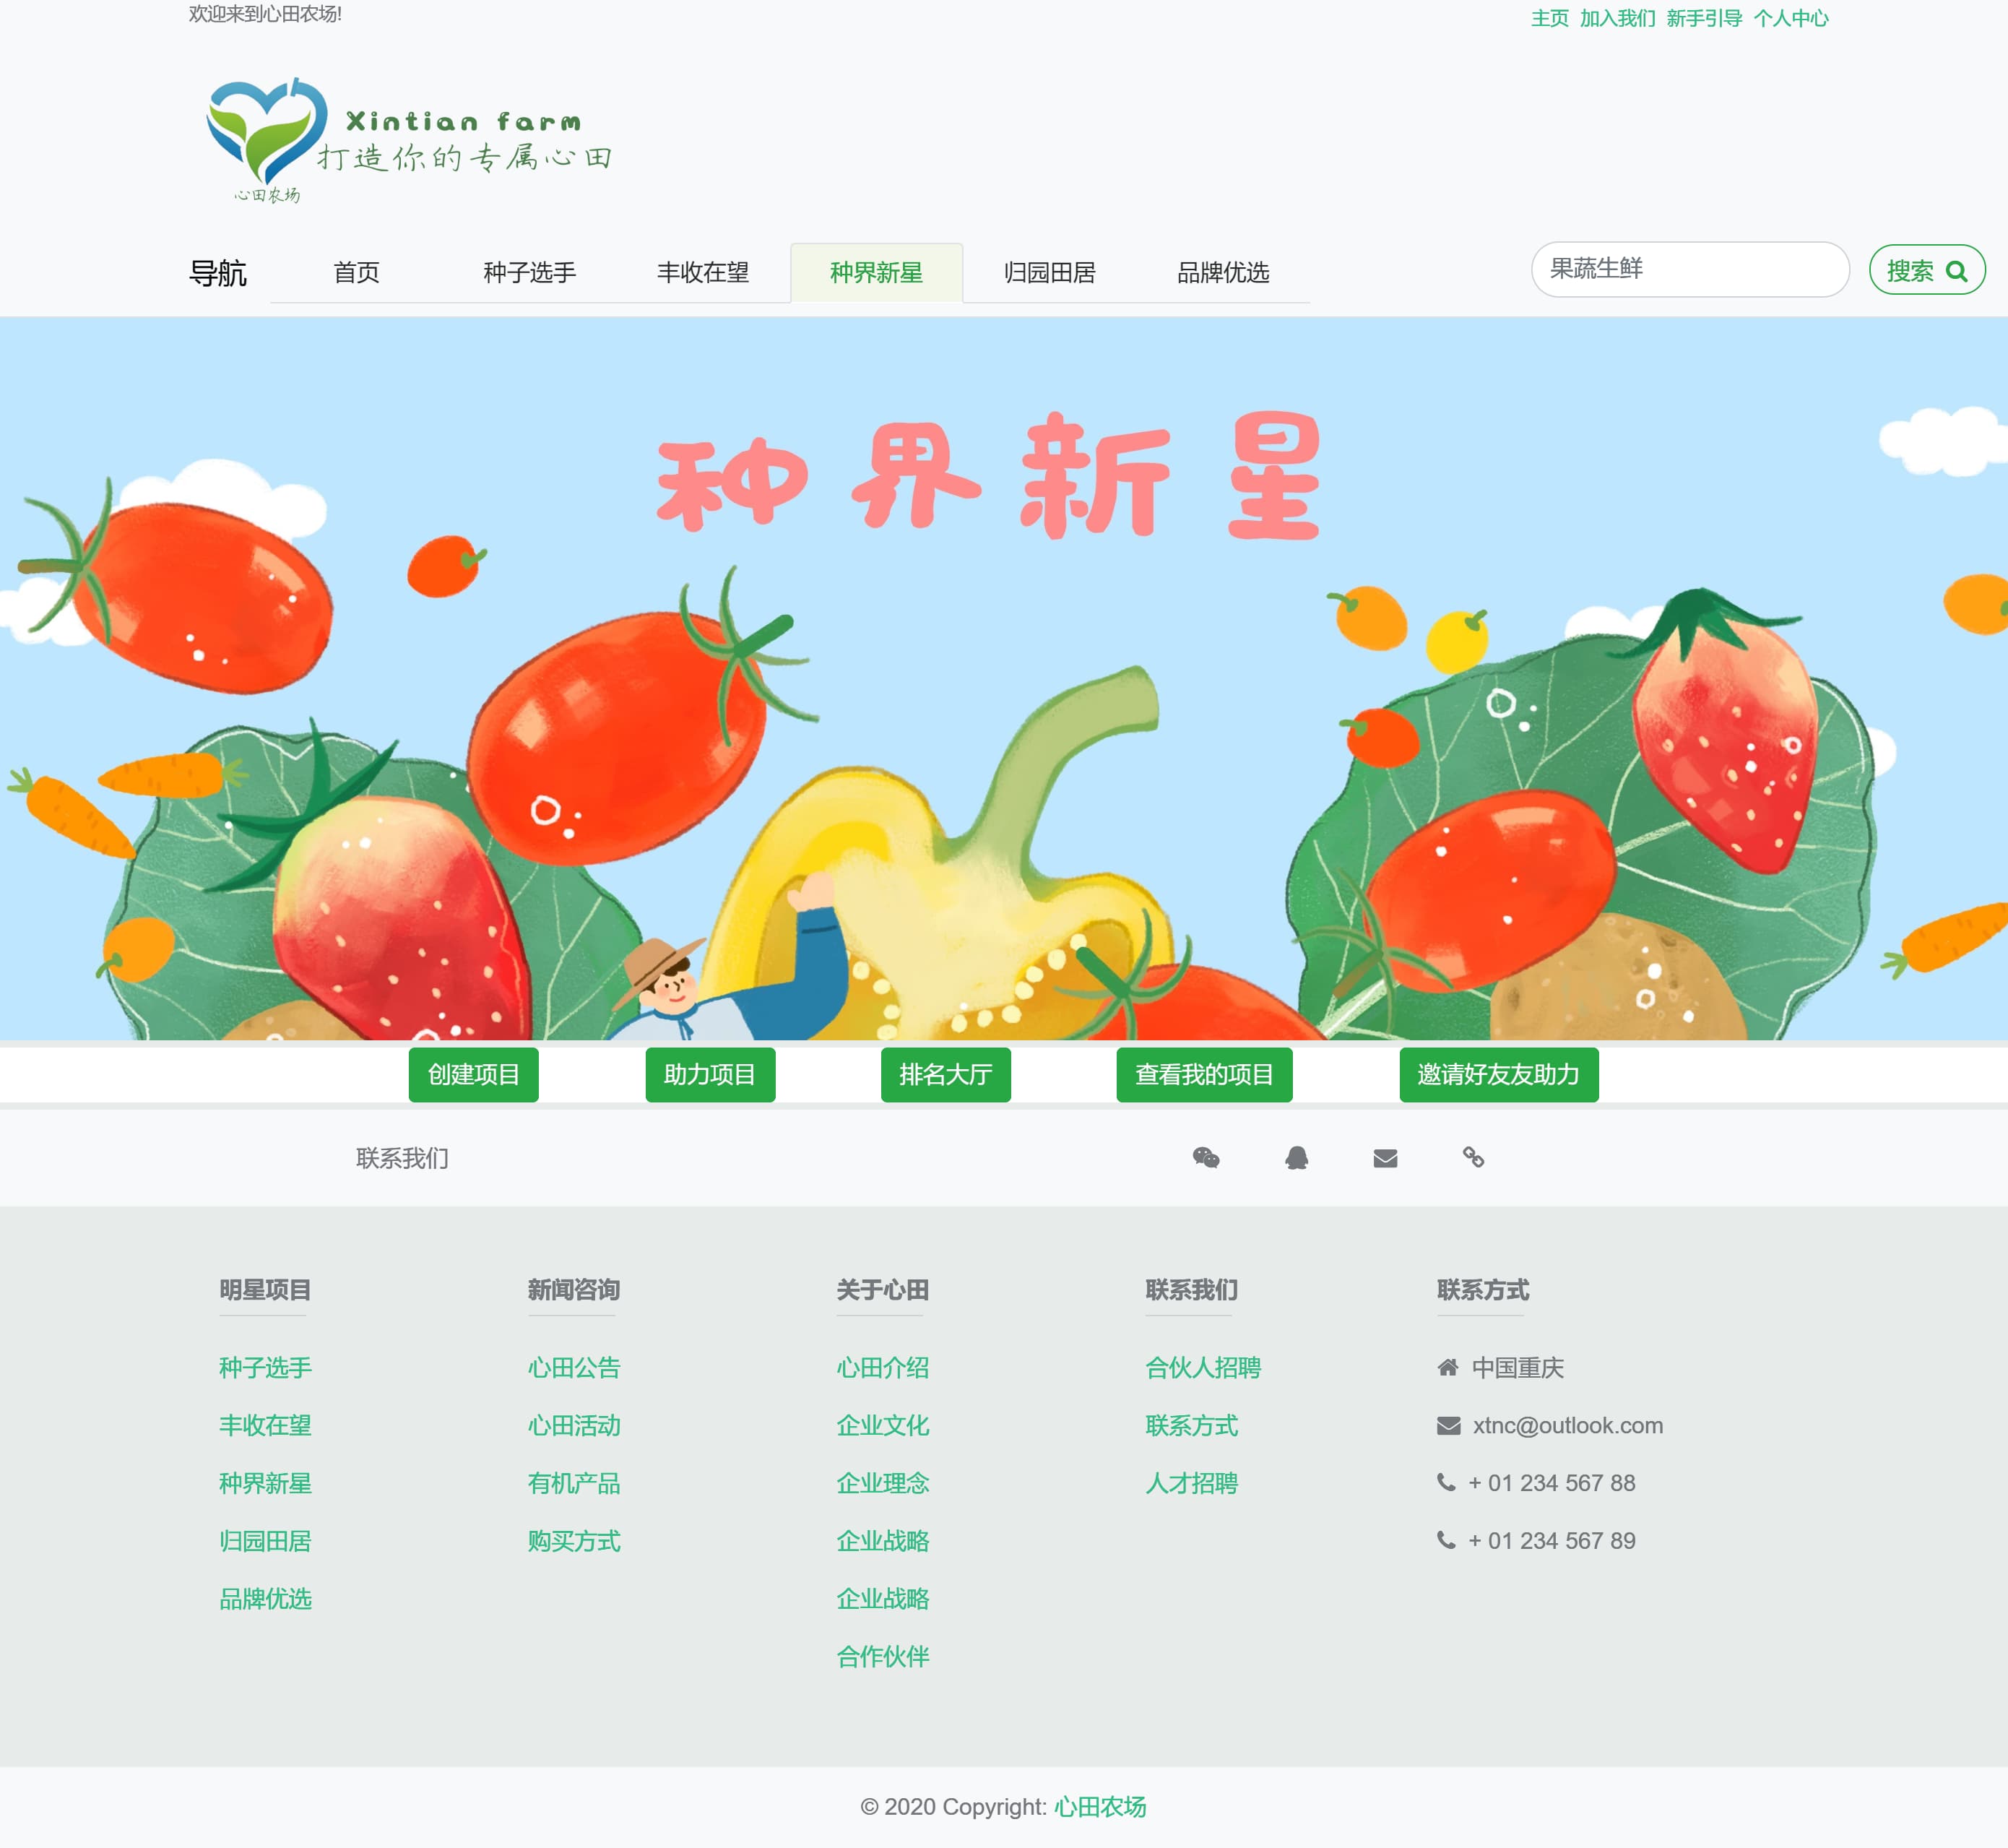 欢迎来到心田农场!
主页 加入我们 新手引导 个人中心
Xintian farm
打造你的专属心田
心田农场
导航 首页 种子选手 丰收在望 种界新星 归园田居 品牌优选 果蔬生鲜 搜索
种界新星
创建项目 助力项目 排名大厅 查看我的项目 邀请好友友助力
联系我们
明星项目 新闻咨询 关于心田 联系我们 联系方式
种子选手 心田公告 心田介绍 合伙人招聘 中国重庆
丰收在望 心田活动 企业文化 联系方式 xtnc@outlook.com
种界新星 有机产品 企业理念 人才招聘 + 01 234 567 88
归园田居 购买方式 企业战略 + 01 234 567 89
品牌优选 企业战略
合作伙伴
© 2020 Copyright: 心田农场